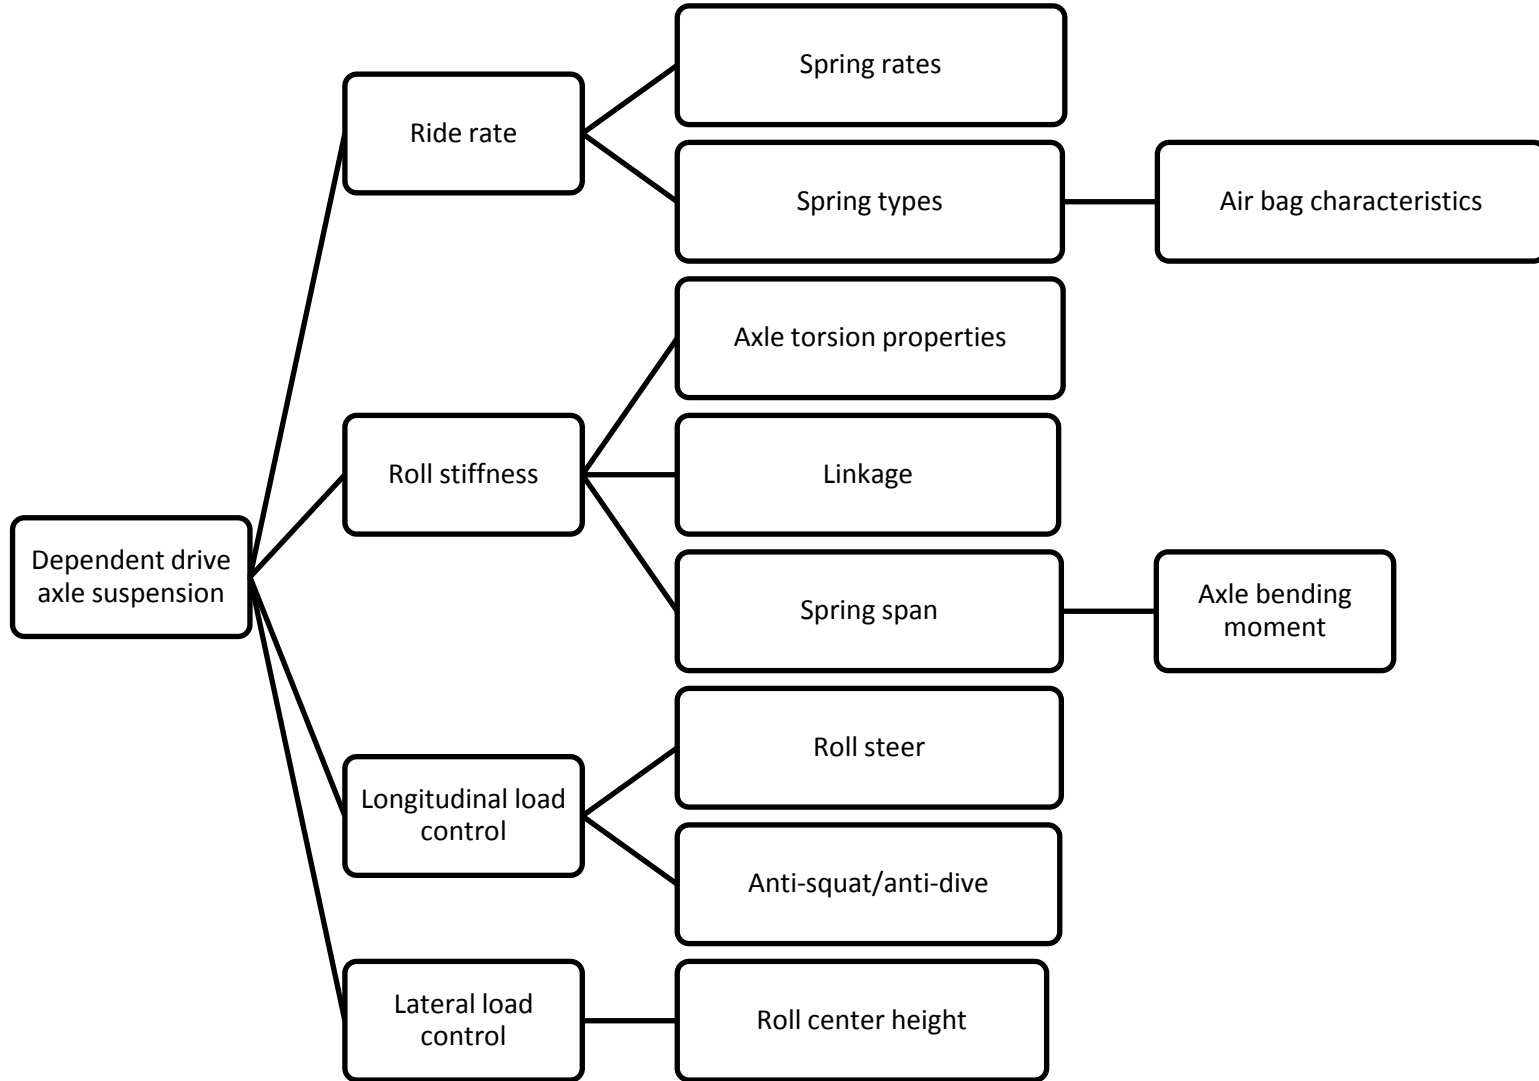 Spring rates
Ride rate
Spring types
Air bag characteristics
Axle torsion properties
Roll stiffness
Linkage
Dependent drive
axle suspension
Spring span
Axle bending
moment
Roll steer
Longitudinal load
control
Anti-squat/anti-dive
Lateral load
control
Roll center height